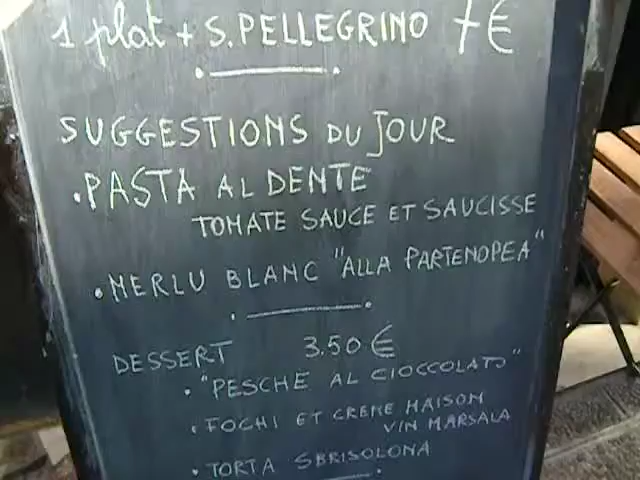 1 plat + S. PELLEGRINO 7€
SUGGESTIONS DU JOUR
. PASTA AL DENTE
TOMATE SAUCE ET SAUCISSE
. MERLU BLANC "ALLA PARTENOPEA"
DESSERT 3.50 €
. "PESCHE AL CIOCCOLATO"
. FOCHI ET CREME MAISON
VIN MARSALA
. TORTA SBRISOLONA